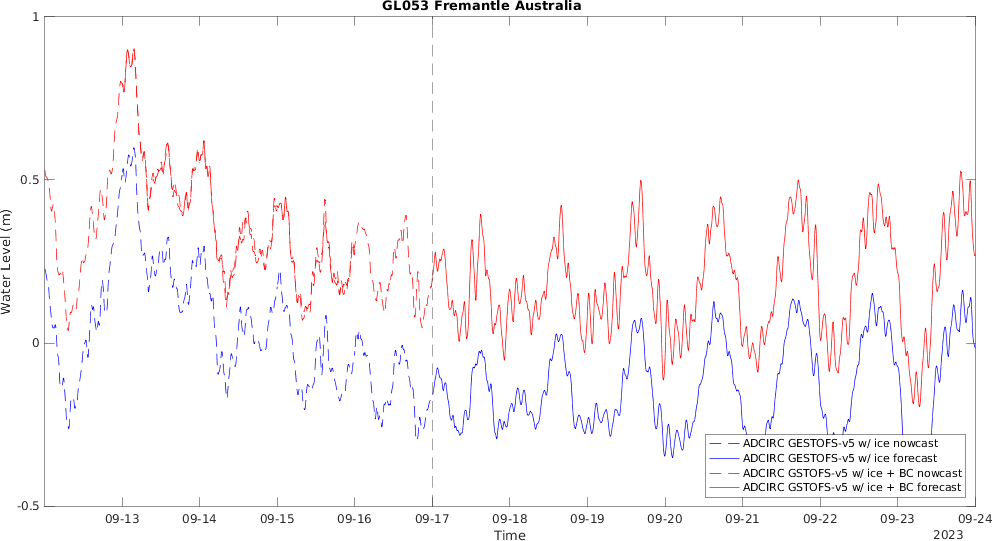 GL053 Fremantle Australia
Water Level (m)
1
0.5
0
-0.5
ADCIRC GESTOFS-v5 w/ ice nowcast
ADCIRC GESTOFS-v5 w/ ice forecast
ADCIRC GSTOFS-v5 w/ ice + BC nowcast
ADCIRC GSTOFS-v5 w/ ice + BC forecast
09-13 09-14 09-15 09-16 09-17 09-18 09-19 09-20 09-21 09-22 09-23 09-24
Time
2023